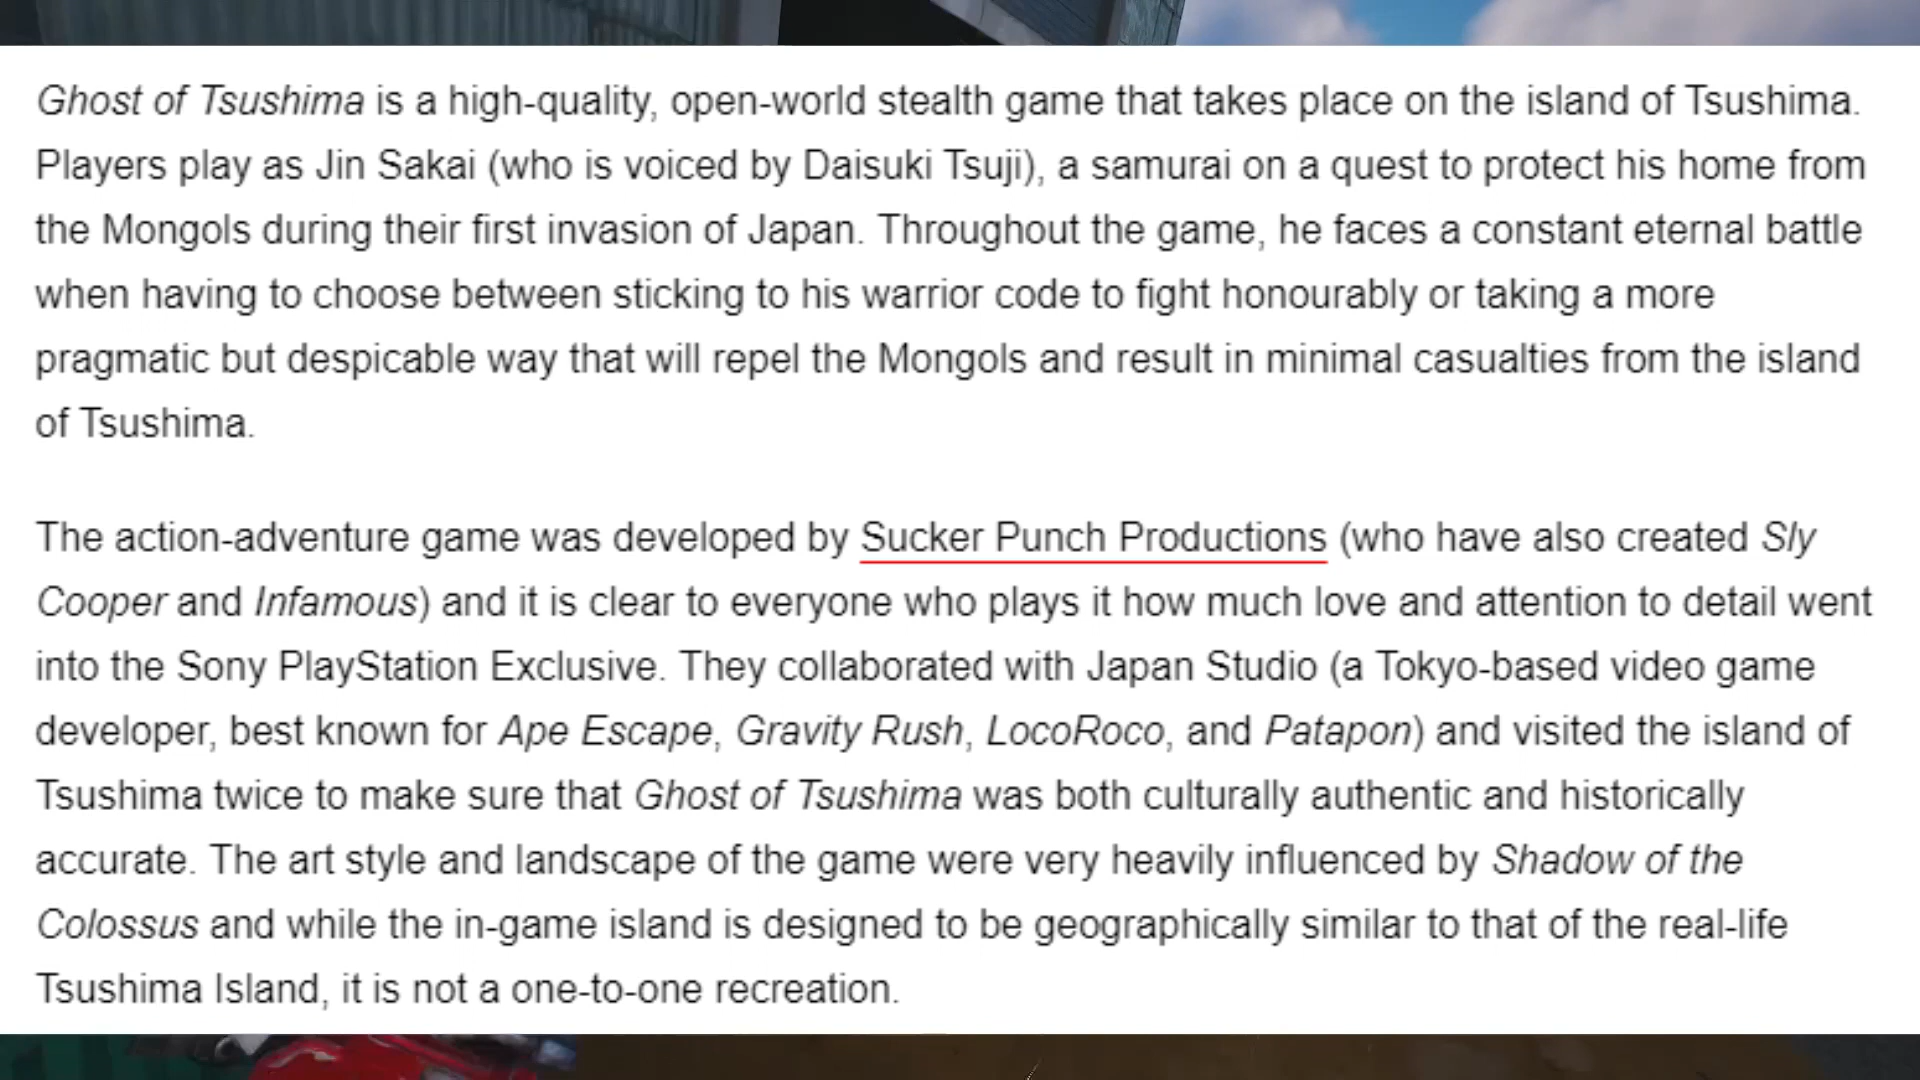 Ghost of Tsushima is a high-quality, open-world stealth game that takes place on the island of Tsushima.
Players play as Jin Sakai (who is voiced by Daisuki Tsuji), a samurai on a quest to protect his home from
the Mongols during their first invasion of Japan. Throughout the game, he faces a constant eternal battle
when having to choose between sticking to his warrior code to fight honourably or taking a more
pragmatic but despicable way that will repel the Mongols and result in minimal casualties from the island
of Tsushima.
The action-adventure game was developed by Sucker Punch Productions (who have also created Sly
Cooper and Infamous) and it is clear to everyone who plays it how much love and attention to detail went
into the Sony PlayStation Exclusive. They collaborated with Japan Studio (a Tokyo-based video game
developer, best known for Ape Escape, Gravity Rush, LocoRoco, and Patapon) and visited the island of
Tsushima twice to make sure that Ghost of Tsushima was both culturally authentic and historically
accurate. The art style and landscape of the game were very heavily influenced by Shadow of the
Colossus and while the in-game island is designed to be geographically similar to that of the real-life
Tsushima Island, it is not a one-to-one recreation.